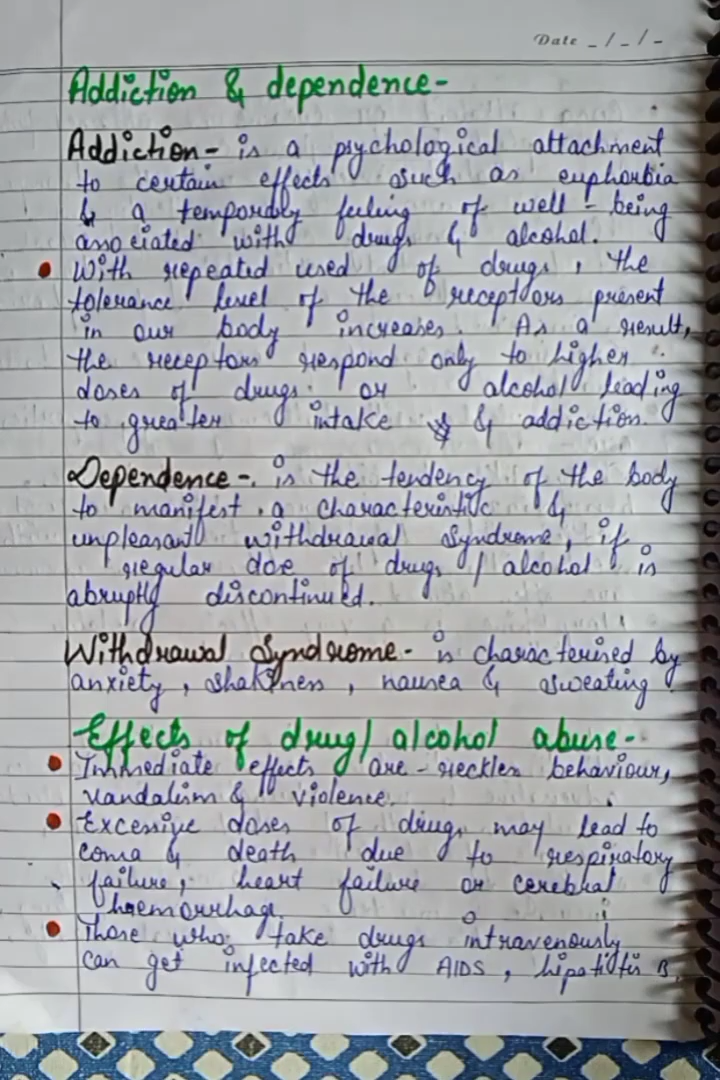 Date _ / _ / _
Addiction & dependence -
Addiction - is a psychological attachment
to certain effects such as euphorbia
& a temporary feeling of well - being
associated with drugs & alcohol.
With repeated used of drugs, the
tolerance level of the receptors present
in our body increases. As a result,
the receptors respond only to higher
doses of drugs or alcohol leading
to greater intake & addiction.
Dependence - is the tendency of the body
to manifest a characteristic &
unpleasant withdrawal syndrome, if
regular dose of drugs / alcohol is
abruptly discontinued.
Withdrawal Syndrome - is characterised by
anxiety, shakiness, nausea & sweating
Effects of drug/ alcohol abuse -
Immediate effects are - reckles behaviour,
vandalism & violence.
Excessive doses of drugs may lead to
coma & death due to respiratory
failure, heart failure or cerebral
haemorrhage.
Those who take drugs intravenously
can get infected with AIDS, hipatitis B.